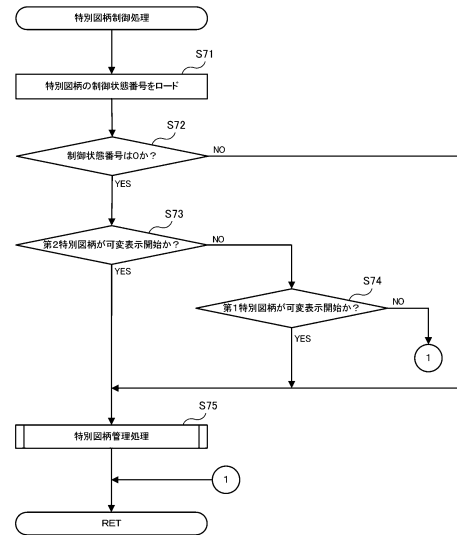 特別図柄制御処理
S71
特別図柄の制御状態番号をロード
S72
制御状態番号は0か？
NO
YES
S73
第2特別図柄が可変表示開始か？
NO
YES
S74
第1特別図柄が可変表示開始か？
NO
YES
1
S75
特別図柄管理処理
1
RET